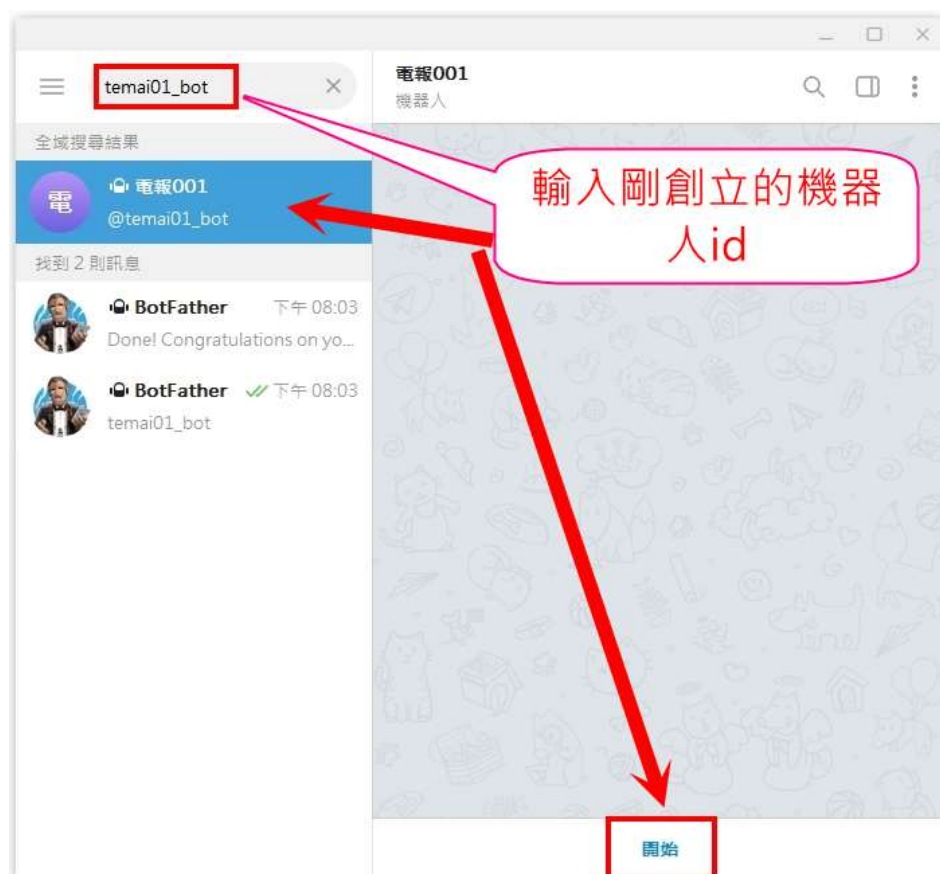 temai01_bot
電報001
機器人
全域搜尋結果
電
電報001
@temai01_bot
輸入剛創立的機器
人id
找到 2 則訊息
BotFather 下午 08:03
Done! Congratulations on yo...
BotFather 下午 08:03
temai01_bot
開始